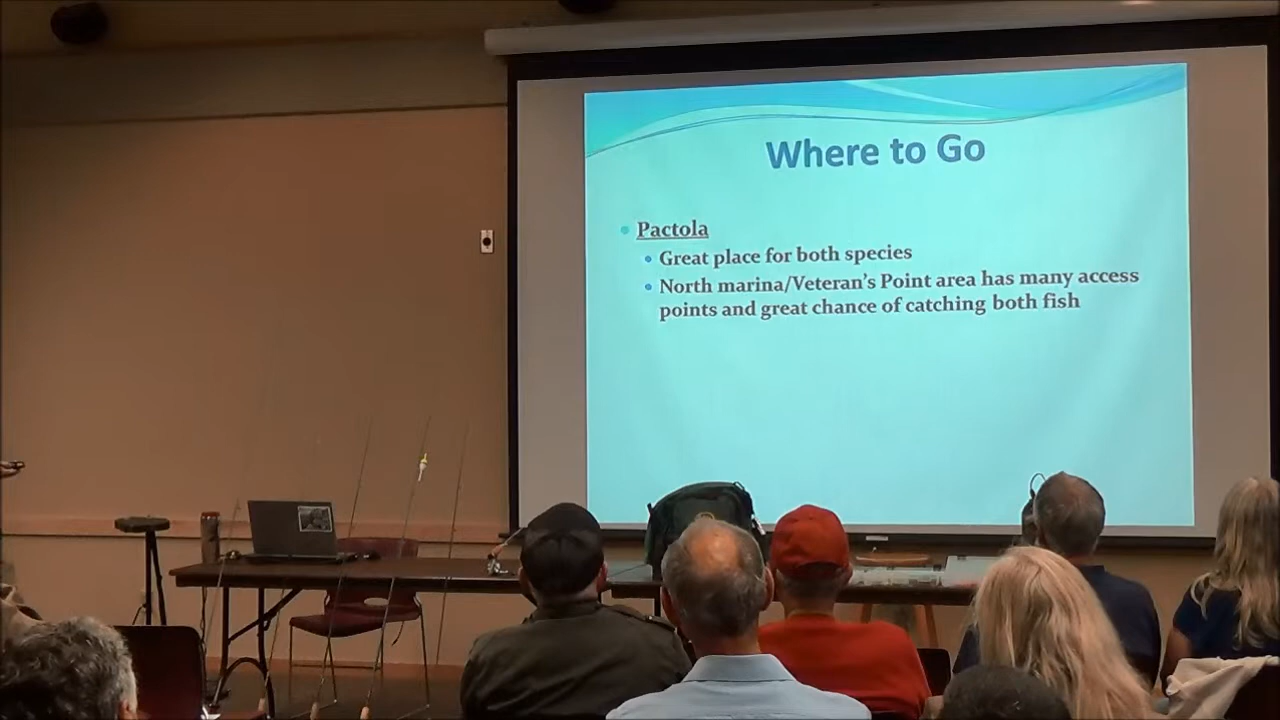 Where to Go
Pactola
Great place for both species
North marina/Veteran's Point area has many access
points and great chance of catching both fish